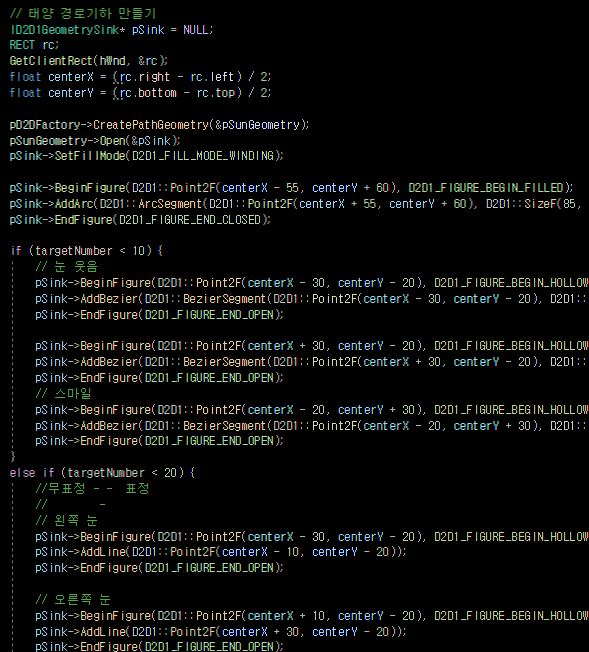 // 태양 경로기하 만들기
ID2D1GeometrySink* pSink = NULL;
RECT rc;
GetClientRect(hWnd, &rc);
float centerX = (rc.right - rc.left) / 2;
float centerY = (rc.bottom - rc.top) / 2;
pD2DFactory->CreatePathGeometry(&pSunGeometry);
pSunGeometry->Open(&pSink);
pSink->SetFillMode(D2D1_FILL_MODE_WINDING);
pSink->BeginFigure(D2D1::Point2F(centerX - 55, centerY + 60), D2D1_FIGURE_BEGIN_FILLED);
pSink->AddArc(D2D1::ArcSegment(D2D1::Point2F(centerX + 55, centerY + 60), D2D1::SizeF(85,
pSink->EndFigure(D2D1_FIGURE_END_CLOSED);
if (targetNumber < 10) {
// 눈 웃음
pSink->BeginFigure(D2D1::Point2F(centerX - 30, centerY - 20), D2D1_FIGURE_BEGIN_HOLLOW
pSink->AddBezier(D2D1::BezierSegment(D2D1::Point2F(centerX - 30, centerY - 20), D2D1::
pSink->EndFigure(D2D1_FIGURE_END_OPEN);
pSink->BeginFigure(D2D1::Point2F(centerX + 30, centerY - 20), D2D1_FIGURE_BEGIN_HOLLOW
pSink->AddBezier(D2D1::BezierSegment(D2D1::Point2F(centerX + 30, centerY - 20), D2D1::
pSink->EndFigure(D2D1_FIGURE_END_OPEN);
// 스마일
pSink->BeginFigure(D2D1::Point2F(centerX - 20, centerY + 30), D2D1_FIGURE_BEGIN_HOLLOW
pSink->AddBezier(D2D1::BezierSegment(D2D1::Point2F(centerX - 20, centerY + 30), D2D1::
pSink->EndFigure(D2D1_FIGURE_END_OPEN);
}
else if (targetNumber < 20) {
//무표정 - - 표정
// -
// 왼쪽 눈
pSink->BeginFigure(D2D1::Point2F(centerX - 30, centerY - 20), D2D1_FIGURE_BEGIN_HOLLOW
pSink->AddLine(D2D1::Point2F(centerX - 10, centerY - 20));
pSink->EndFigure(D2D1_FIGURE_END_OPEN);
// 오른쪽 눈
pSink->BeginFigure(D2D1::Point2F(centerX + 10, centerY - 20), D2D1_FIGURE_BEGIN_HOLLOW
pSink->AddLine(D2D1::Point2F(centerX + 30, centerY - 20));
pSink->EndFigure(D2D1_FIGURE_END_OPEN);